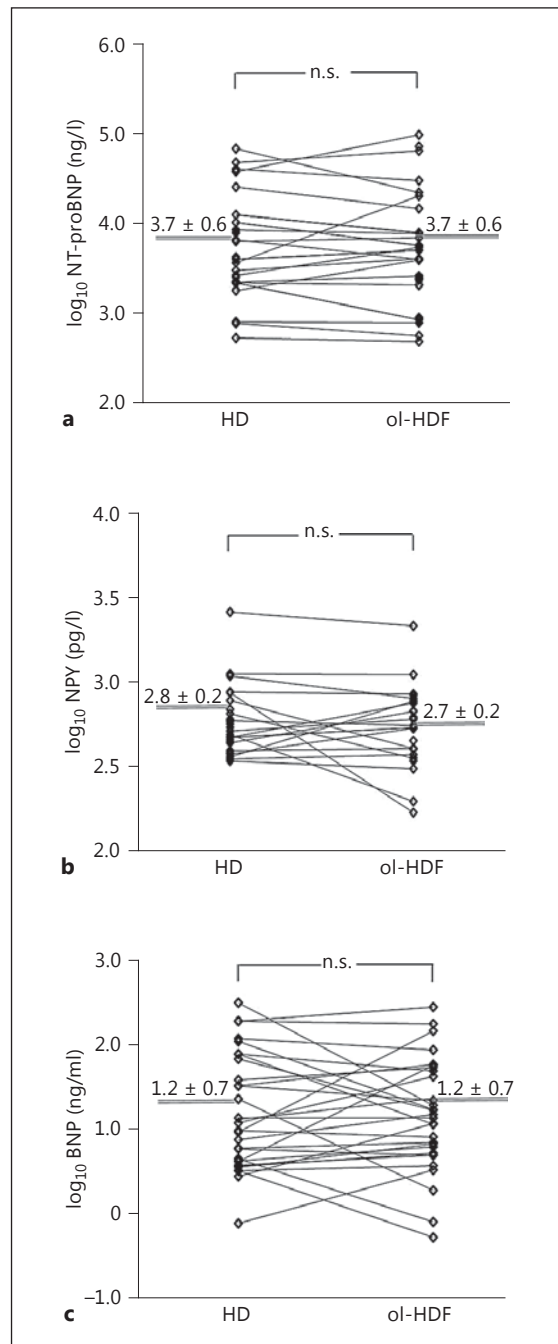 6.0
n.s.
5.0
4.0
3.7 ± 0.6
3.7 ± 0.6
3.0
2.0
log10 NT-proBNP (ng/l)
HD
ol-HDF
a
4.0
n.s.
3.5
3.0
2.8 ± 0.2
2.7 ± 0.2
2.5
2.0
log10 NPY (pg/l)
HD
ol-HDF
b
3.0
n.s.
2.0
1.2 ± 0.7
1.2 ± 0.7
1.0
0
–1.0
log10 BNP (ng/ml)
HD
ol-HDF
c